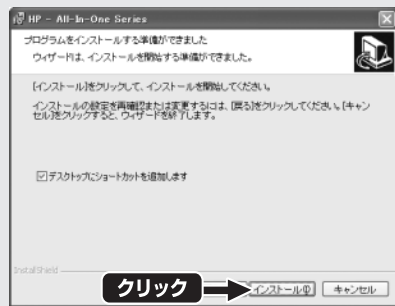 HP - All-In-One Series
プログラムをインストールする準備ができました
ウィザードは、インストールを開始する準備ができました。
[インストール]をクリックして、インストールを開始してください。
インストールの設定を再確認または変更するには、[戻る]をクリックしてください。[キャン
セル]をクリックすると、ウィザードを終了します。
デスクトップにショートカットを追加します
InstallShield
クリック
インストール(I)
キャンセル